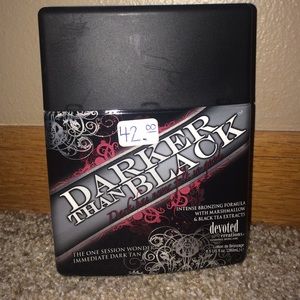 42.00
DARKER
THAN BLACK
INTENSE BRONZING FORMULA
WITH MARSHMALLOW
& BLACK TEA EXTRACTS
devoted
creations
THE ONE SESSION WONDER
IMMEDIATE DARK TAN